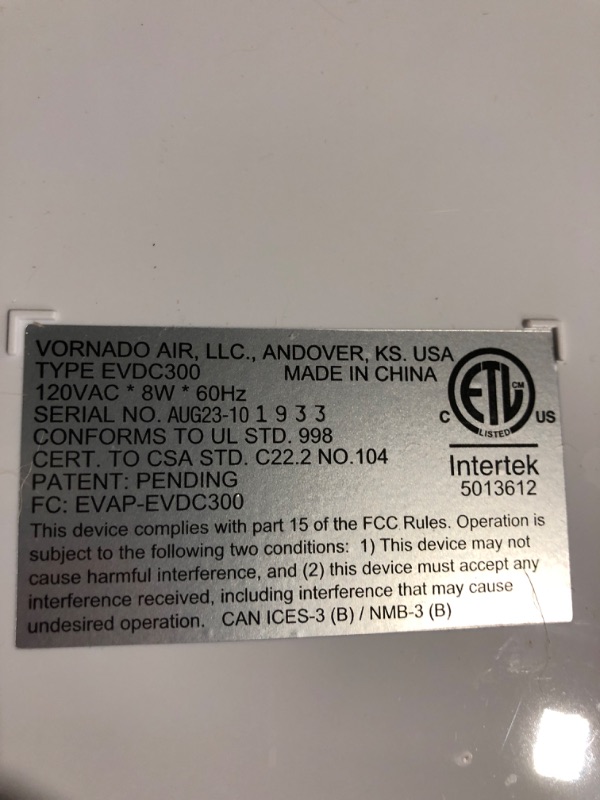 VORNADO AIR, LLC., ANDOVER, KS. USA
TYPE EVDC300 MADE IN CHINA
120VAC * 8W * 60Hz
SERIAL NO. AUG23-10 1 9 3 3
CONFORMS TO UL STD. 998
CERT. TO CSA STD. C22.2 NO.104
PATENT: PENDING
FC: EVAP-EVDC300
C ETL CM US
LISTED
Intertek
5013612
This device complies with part 15 of the FCC Rules. Operation is
subject to the following two conditions: 1) This device may not
cause harmful interference, and (2) this device must accept any
interference received, including interference that may cause
undesired operation. CAN ICES-3 (B) / NMB-3 (B)